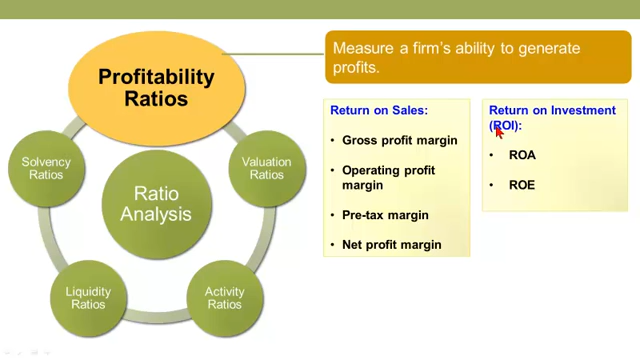 Profitability
Ratios
Measure a firm's ability to generate
profits.
Return on Sales:
• Gross profit margin
• Operating profit
margin
• Pre-tax margin
• Net profit margin
Return on Investment
(ROI):
• ROA
• ROE
Solvency
Ratios
Valuation
Ratios
Ratio
Analysis
Liquidity
Ratios
Activity
Ratios